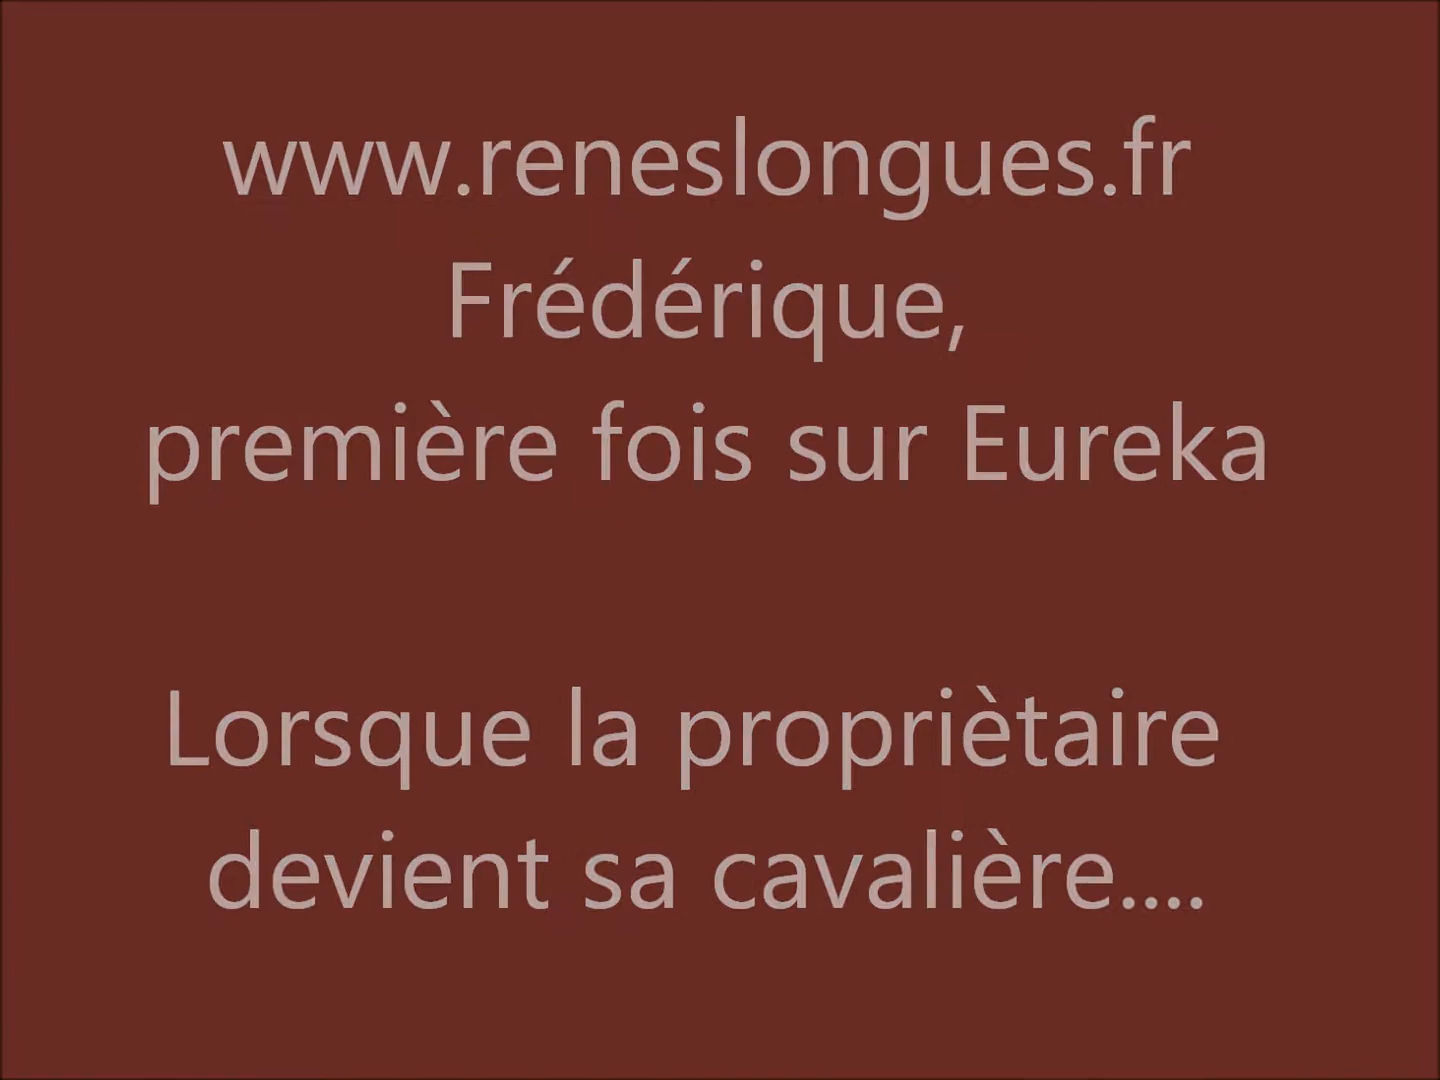 www.reneslongues.fr
Frédérique,
première fois sur Eureka
Lorsque la propriètaire
devient sa cavalière....